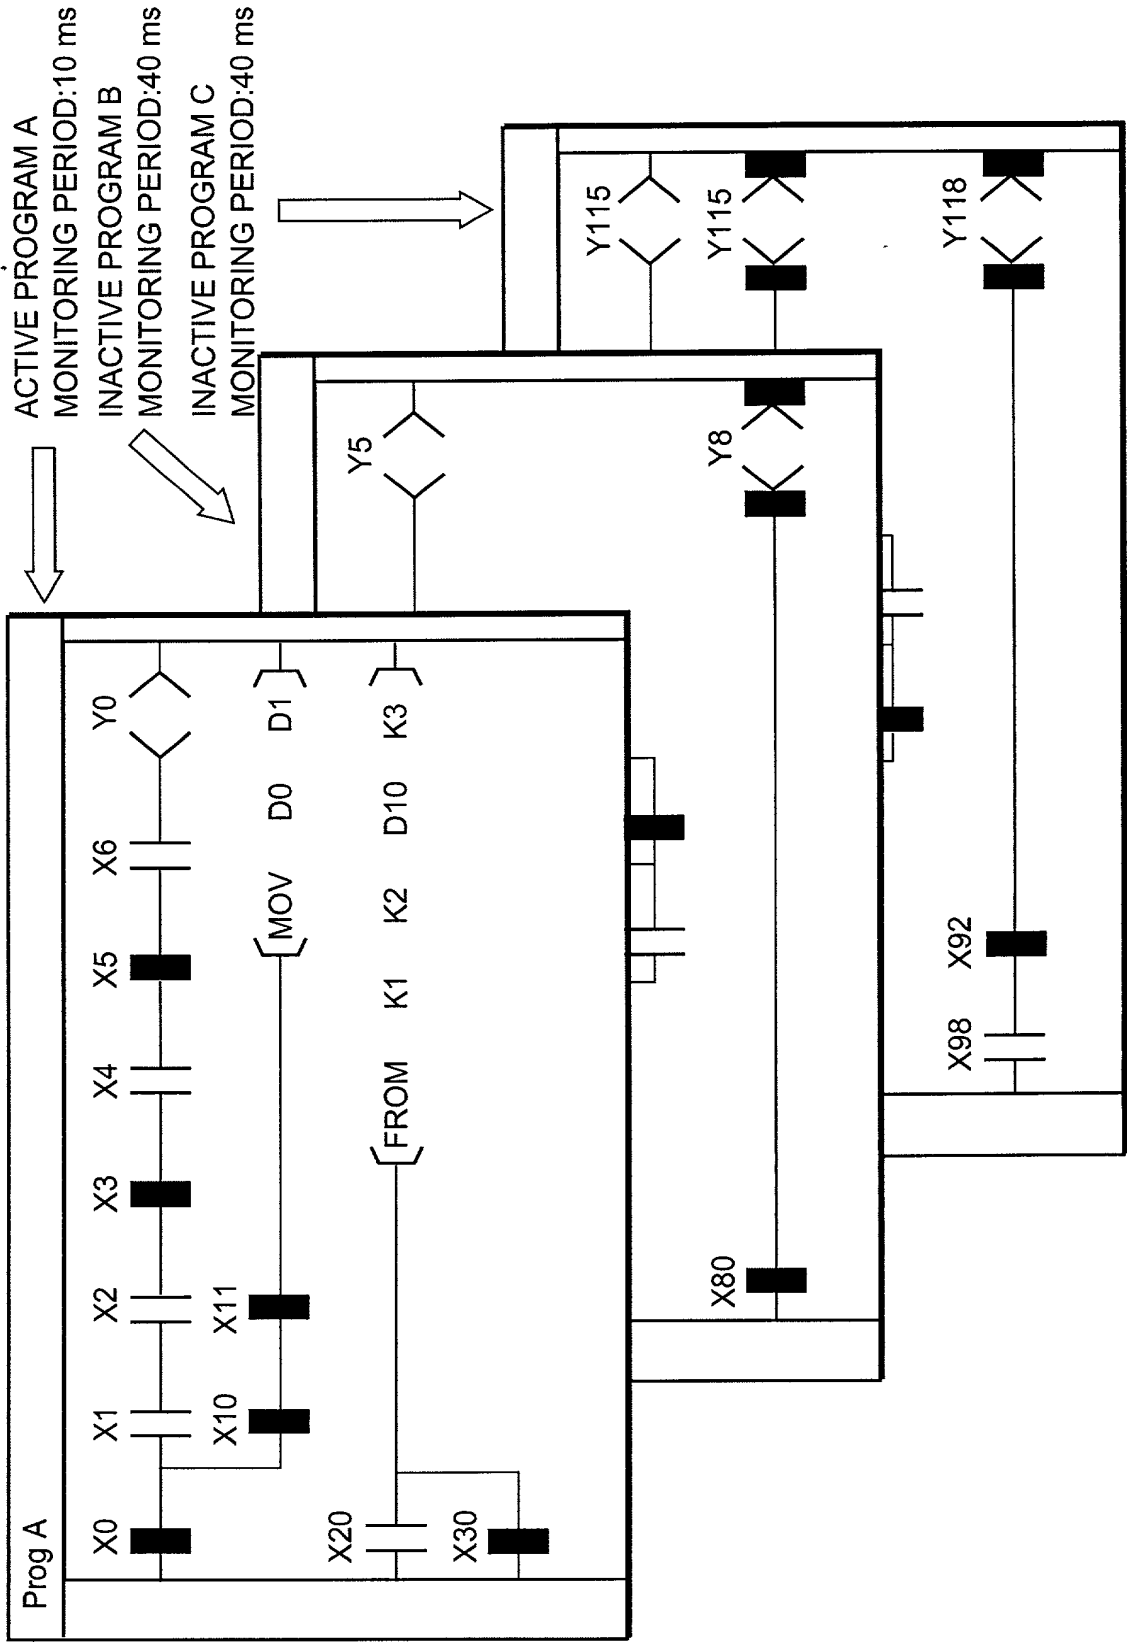 ACTIVE PROGRAM A
MONITORING PERIOD:10 ms
INACTIVE PROGRAM B
MONITORING PERIOD:40 ms
INACTIVE PROGRAM C
MONITORING PERIOD:40 ms
Prog A
X0 X1 X2 X3 X4 X5 X6 Y0
X10 X11 MOV D0 D1
X20 FROM K1 K2 D10 K3
X30
Y5
X80 Y8
Y115
Y115
X98 X92 Y118